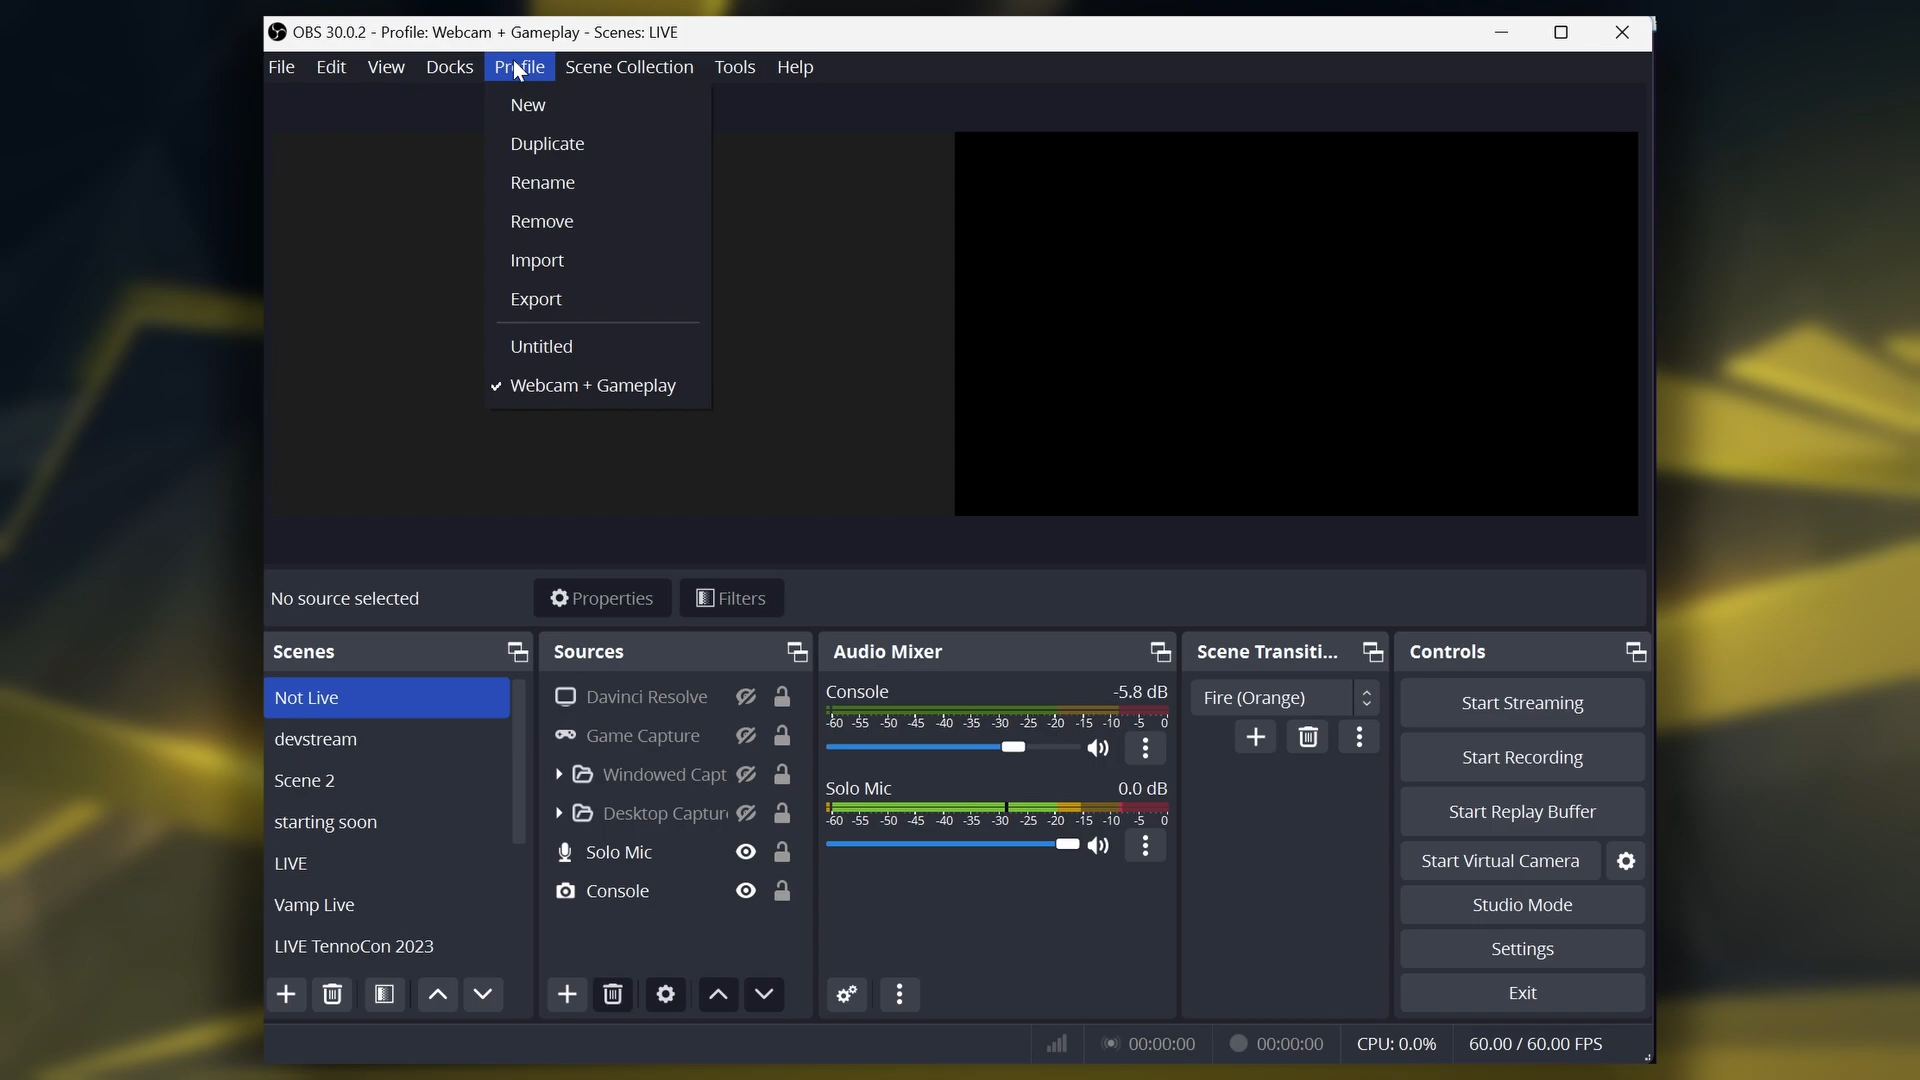 OBS 30.0.2 - Profile: Webcam + Gameplay - Scenes: LIVE
File Edit View Docks Profile Scene Collection Tools Help
New
Duplicate
Rename
Remove
Import
Export
Untitled
Webcam + Gameplay
No source selected
Properties
Filters
Scenes
Not Live
devstream
Scene 2
starting soon
LIVE
Vamp Live
LIVE TennoCon 2023
Sources
Davinci Resolve
Game Capture
Windowed Capt
Desktop Captur
Solo Mic
Console
Audio Mixer
Console -5.8 dB
-60 -55 -50 -45 -40 -35 -30 -25 -20 -15 -10 -5 0
Solo Mic 0.0 dB
-60 -55 -50 -45 -40 -35 -30 -25 -20 -15 -10 -5 0
Scene Transiti...
Fire (Orange)
Controls
Start Streaming
Start Recording
Start Replay Buffer
Start Virtual Camera
Studio Mode
Settings
Exit
00:00:00
00:00:00
CPU: 0.0%
60.00 / 60.00 FPS